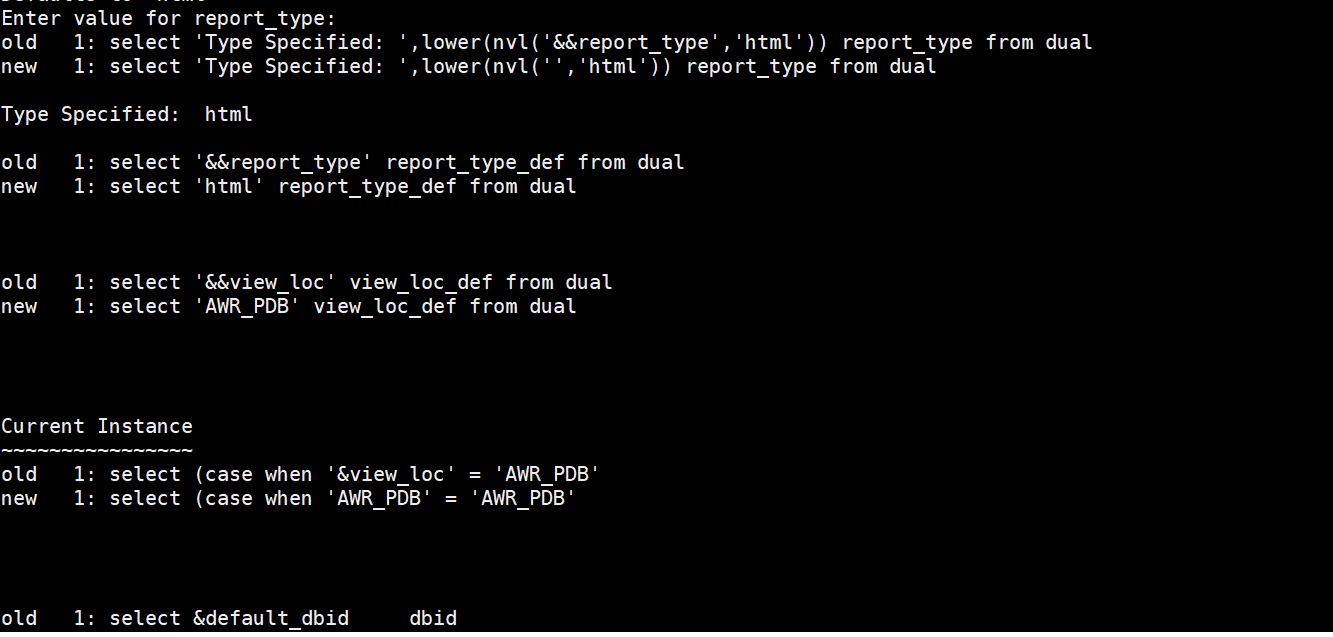 Enter value for report_type:
old   1: select 'Type Specified: ',lower(nvl('&&report_type','html')) report_type from dual
new   1: select 'Type Specified: ',lower(nvl('','html')) report_type from dual
Type Specified:  html
old   1: select '&&report_type' report_type_def from dual
new   1: select 'html' report_type_def from dual
old   1: select '&&view_loc' view_loc_def from dual
new   1: select 'AWR_PDB' view_loc_def from dual
Current Instance
~~~~~~~~~~~~~~~~
old   1: select (case when '&view_loc' = 'AWR_PDB'
new   1: select (case when 'AWR_PDB' = 'AWR_PDB'
old   1: select &default_dbid     dbid